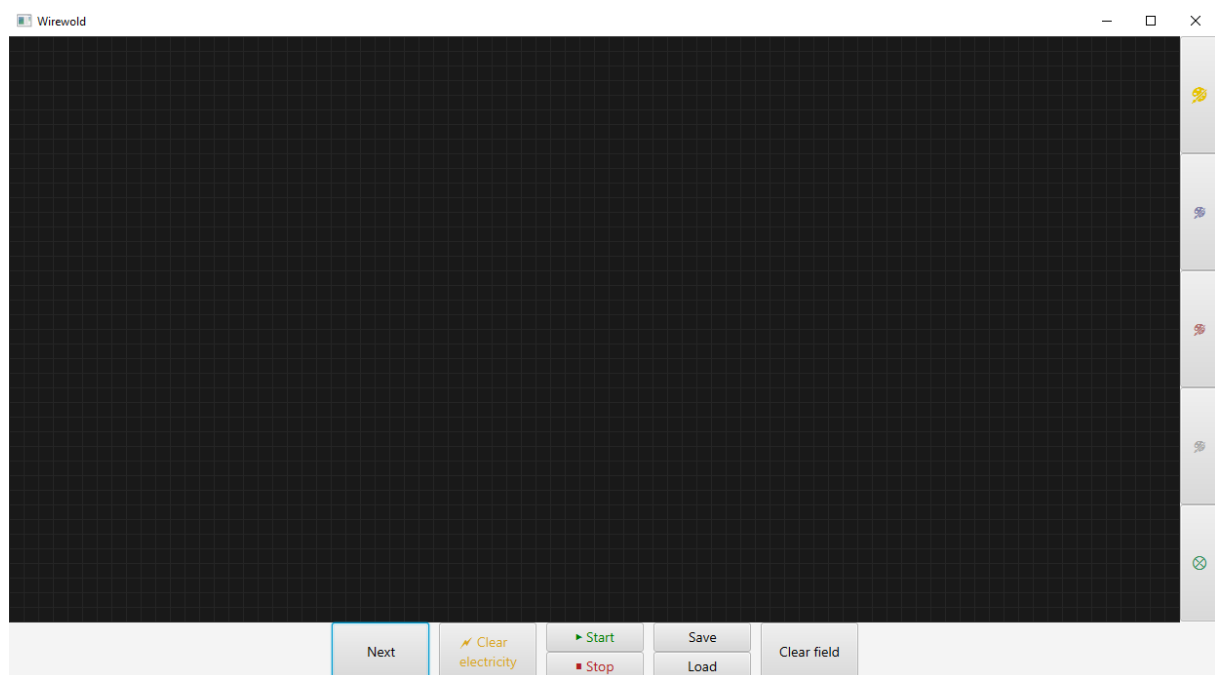 Wirewold
Next
Clear
electricity
Start
Stop
Save
Load
Clear field